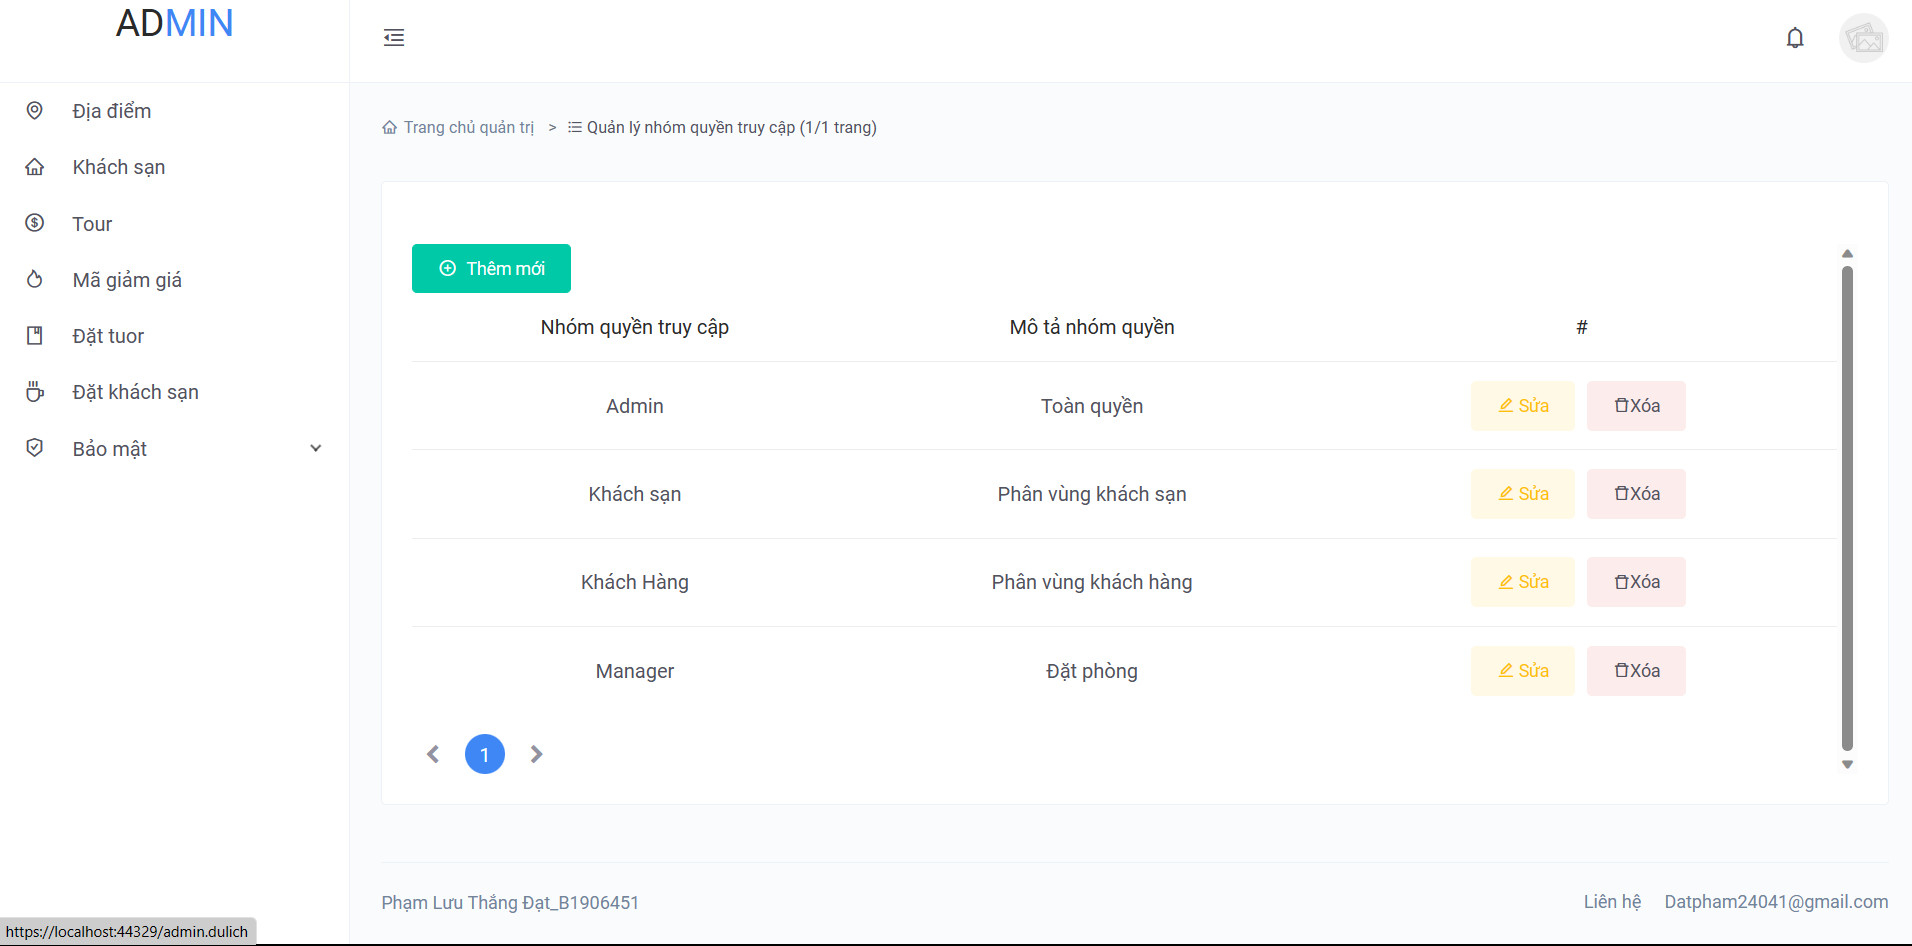 ADMIN
Địa điểm
Khách sạn
Tour
Mã giảm giá
Đặt tuor
Đặt khách sạn
Bảo mật
Trang chủ quản trị > Quản lý nhóm quyền truy cập (1/1 trang)
Thêm mới
Nhóm quyền truy cập Mô tả nhóm quyền #
Admin Toàn quyền Sửa Xóa
Khách sạn Phân vùng khách sạn Sửa Xóa
Khách Hàng Phân vùng khách hàng Sửa Xóa
Manager Đặt phòng Sửa Xóa
1
Phạm Lưu Thắng Đạt_B1906451 Liên hệ Datpham24041@gmail.com
https://localhost:44329/admin.dulich